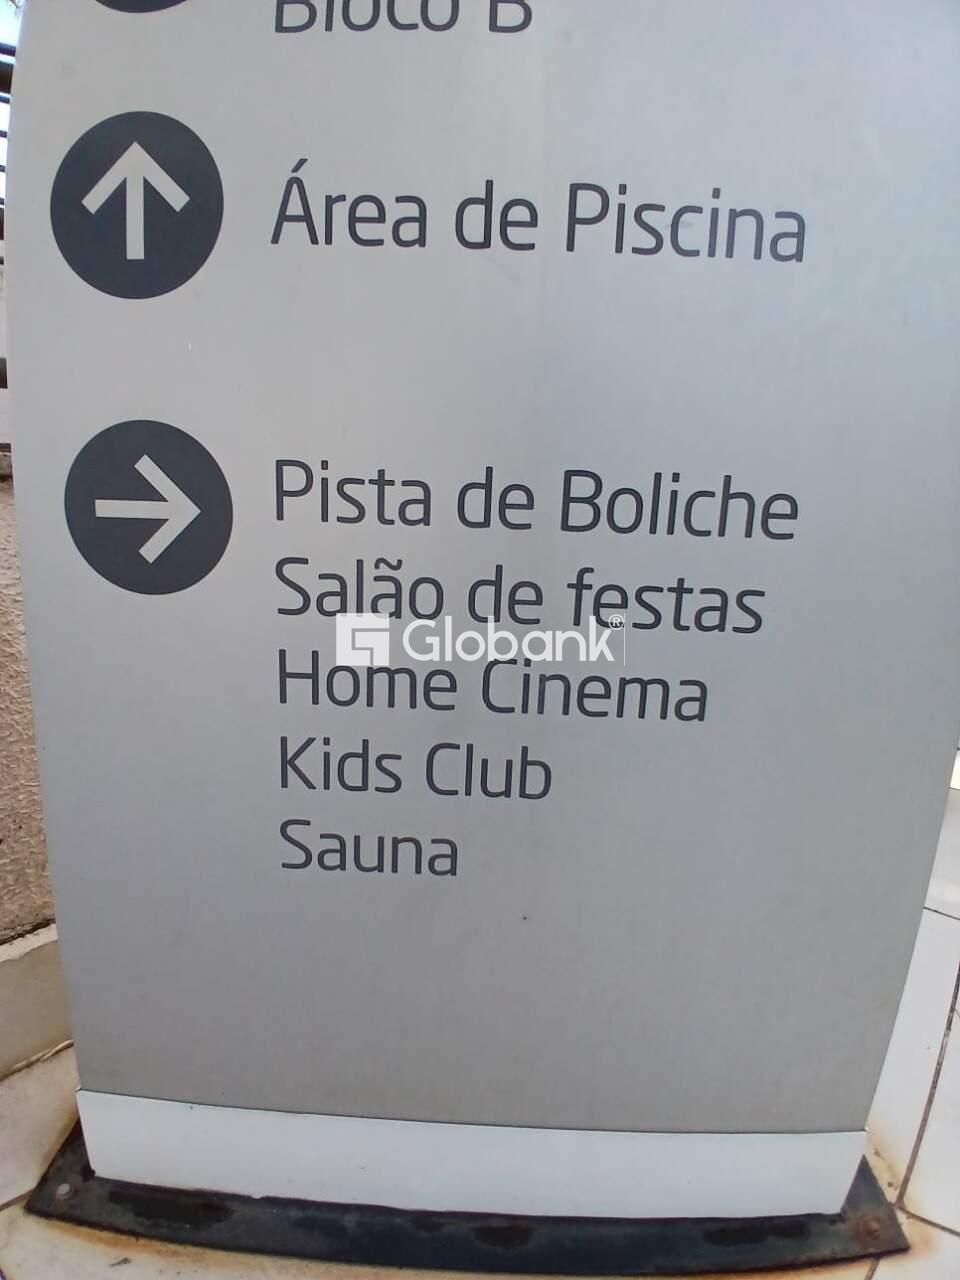 Bloco B
Área de Piscina
Pista de Boliche
Salão de festas
Globank®
Home Cinema
Kids Club
Sauna